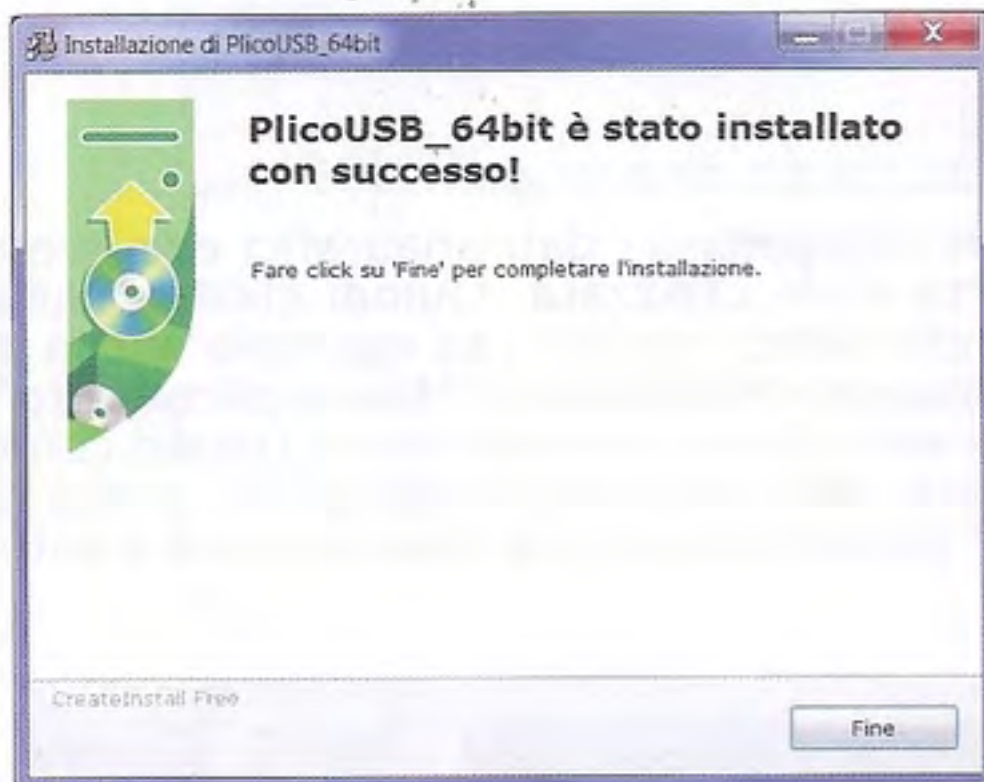 Installazione di PlicoUSB_64bit
PlicoUSB_64bit è stato installato
con successo!
Fare click su 'Fine' per completare l'installazione.
CreateInstall Free
Fine